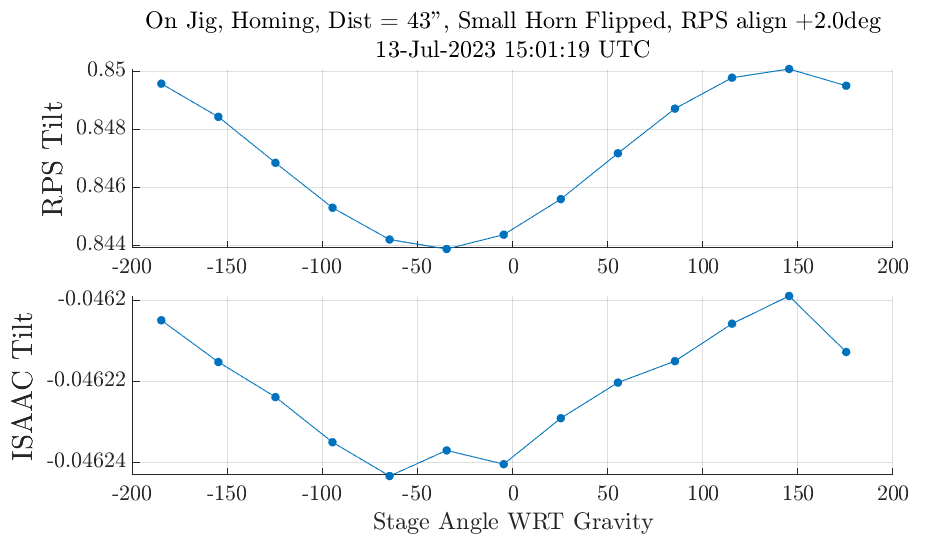 On Jig, Homing, Dist = 43", Small Horn Flipped, RPS align +2.0deg
13-Jul-2023 15:01:19 UTC
0.85
0.848
0.846
0.844
RPS Tilt
-200 -150 -100 -50 0 50 100 150 200
-0.0462
-0.04622
-0.04624
ISAAC Tilt
-200 -150 -100 -50 0 50 100 150 200
Stage Angle WRT Gravity